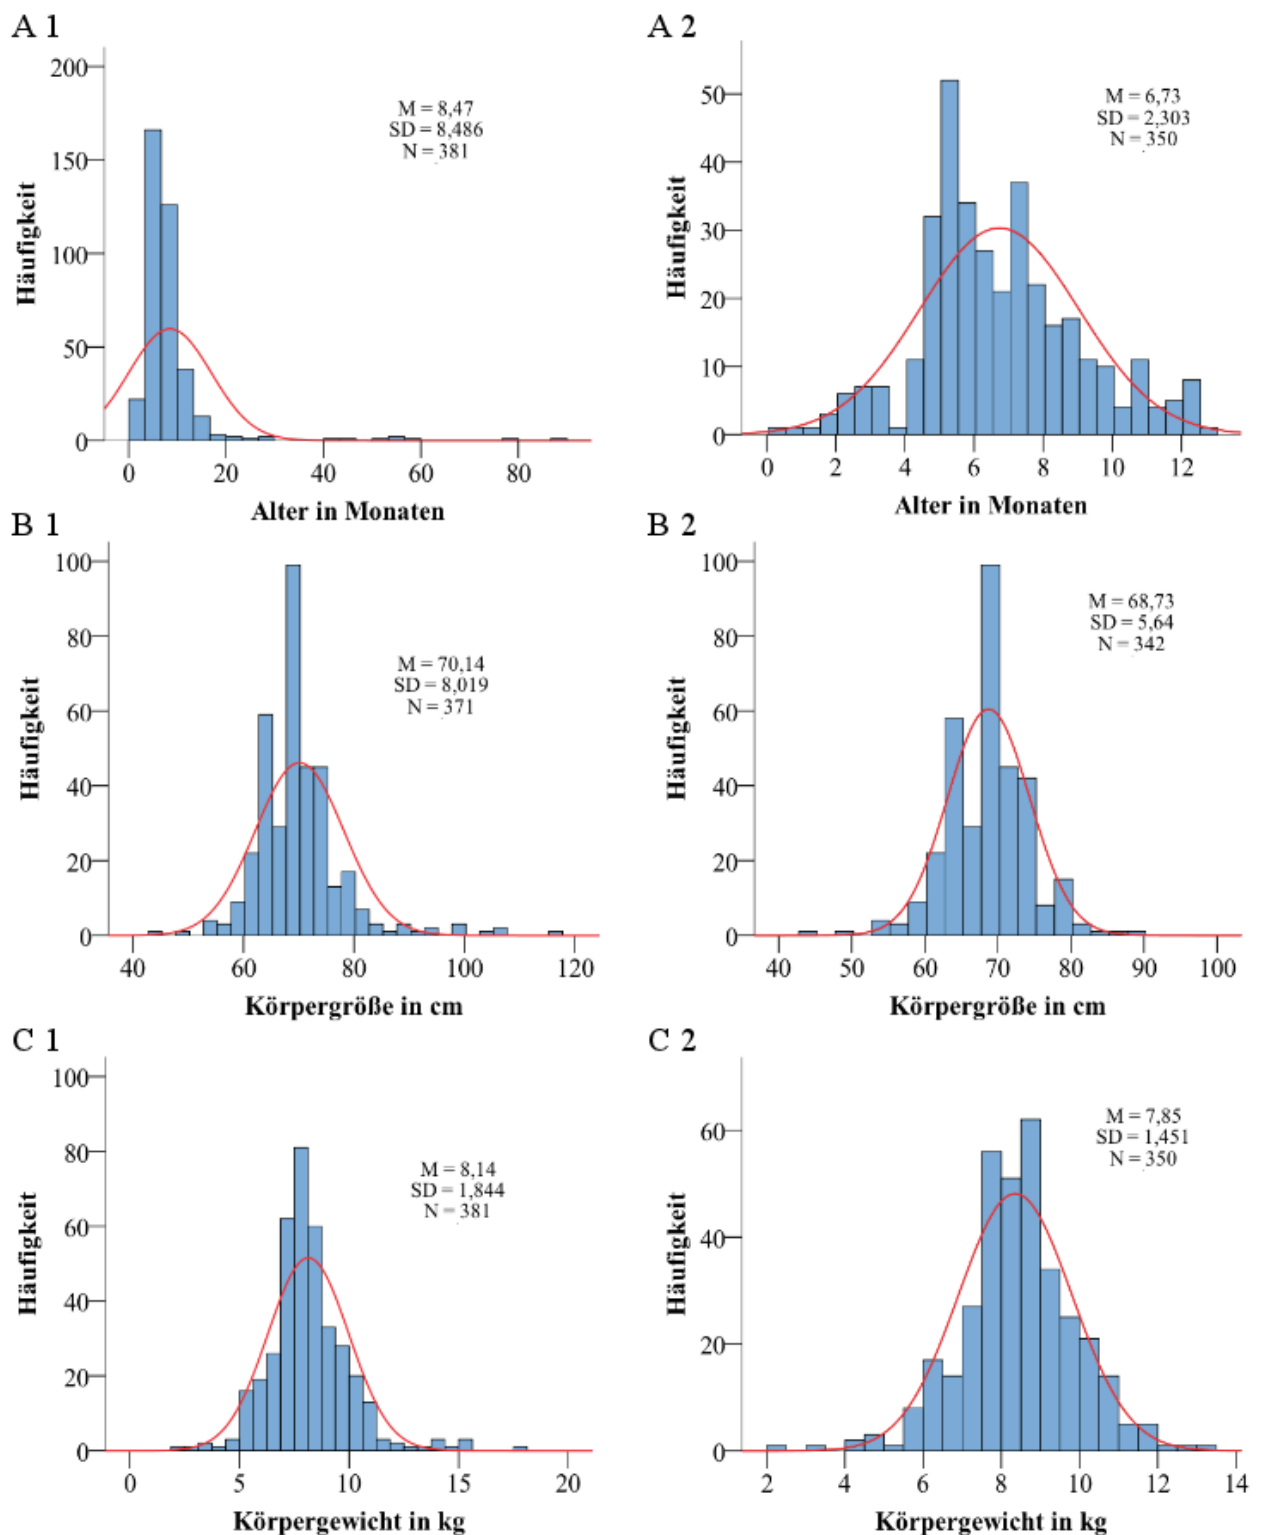 A 1
200
150
100
50
0
Häufigkeit
M = 8,47
SD = 8,486
N = 381
0 20 40 60 80
Alter in Monaten
A 2
50
40
30
20
10
0
Häufigkeit
M = 6,73
SD = 2,303
N = 350
0 2 4 6 8 10 12
Alter in Monaten
B 1
100
80
60
40
20
0
Häufigkeit
M = 70,14
SD = 8,019
N = 371
40 60 80 100 120
Körpergröße in cm
B 2
100
80
60
40
20
0
Häufigkeit
M = 68,73
SD = 5,64
N = 342
40 50 60 70 80 90 100
Körpergröße in cm
C 1
100
80
60
40
20
0
Häufigkeit
M = 8,14
SD = 1,844
N = 381
0 5 10 15 20
Körpergewicht in kg
C 2
60
40
20
0
Häufigkeit
M = 7,85
SD = 1,451
N = 350
2 4 6 8 10 12 14
Körpergewicht in kg